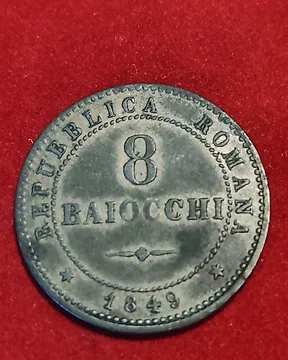 REPUBBLICA ROMANA
8
BAIOCCHI
1849